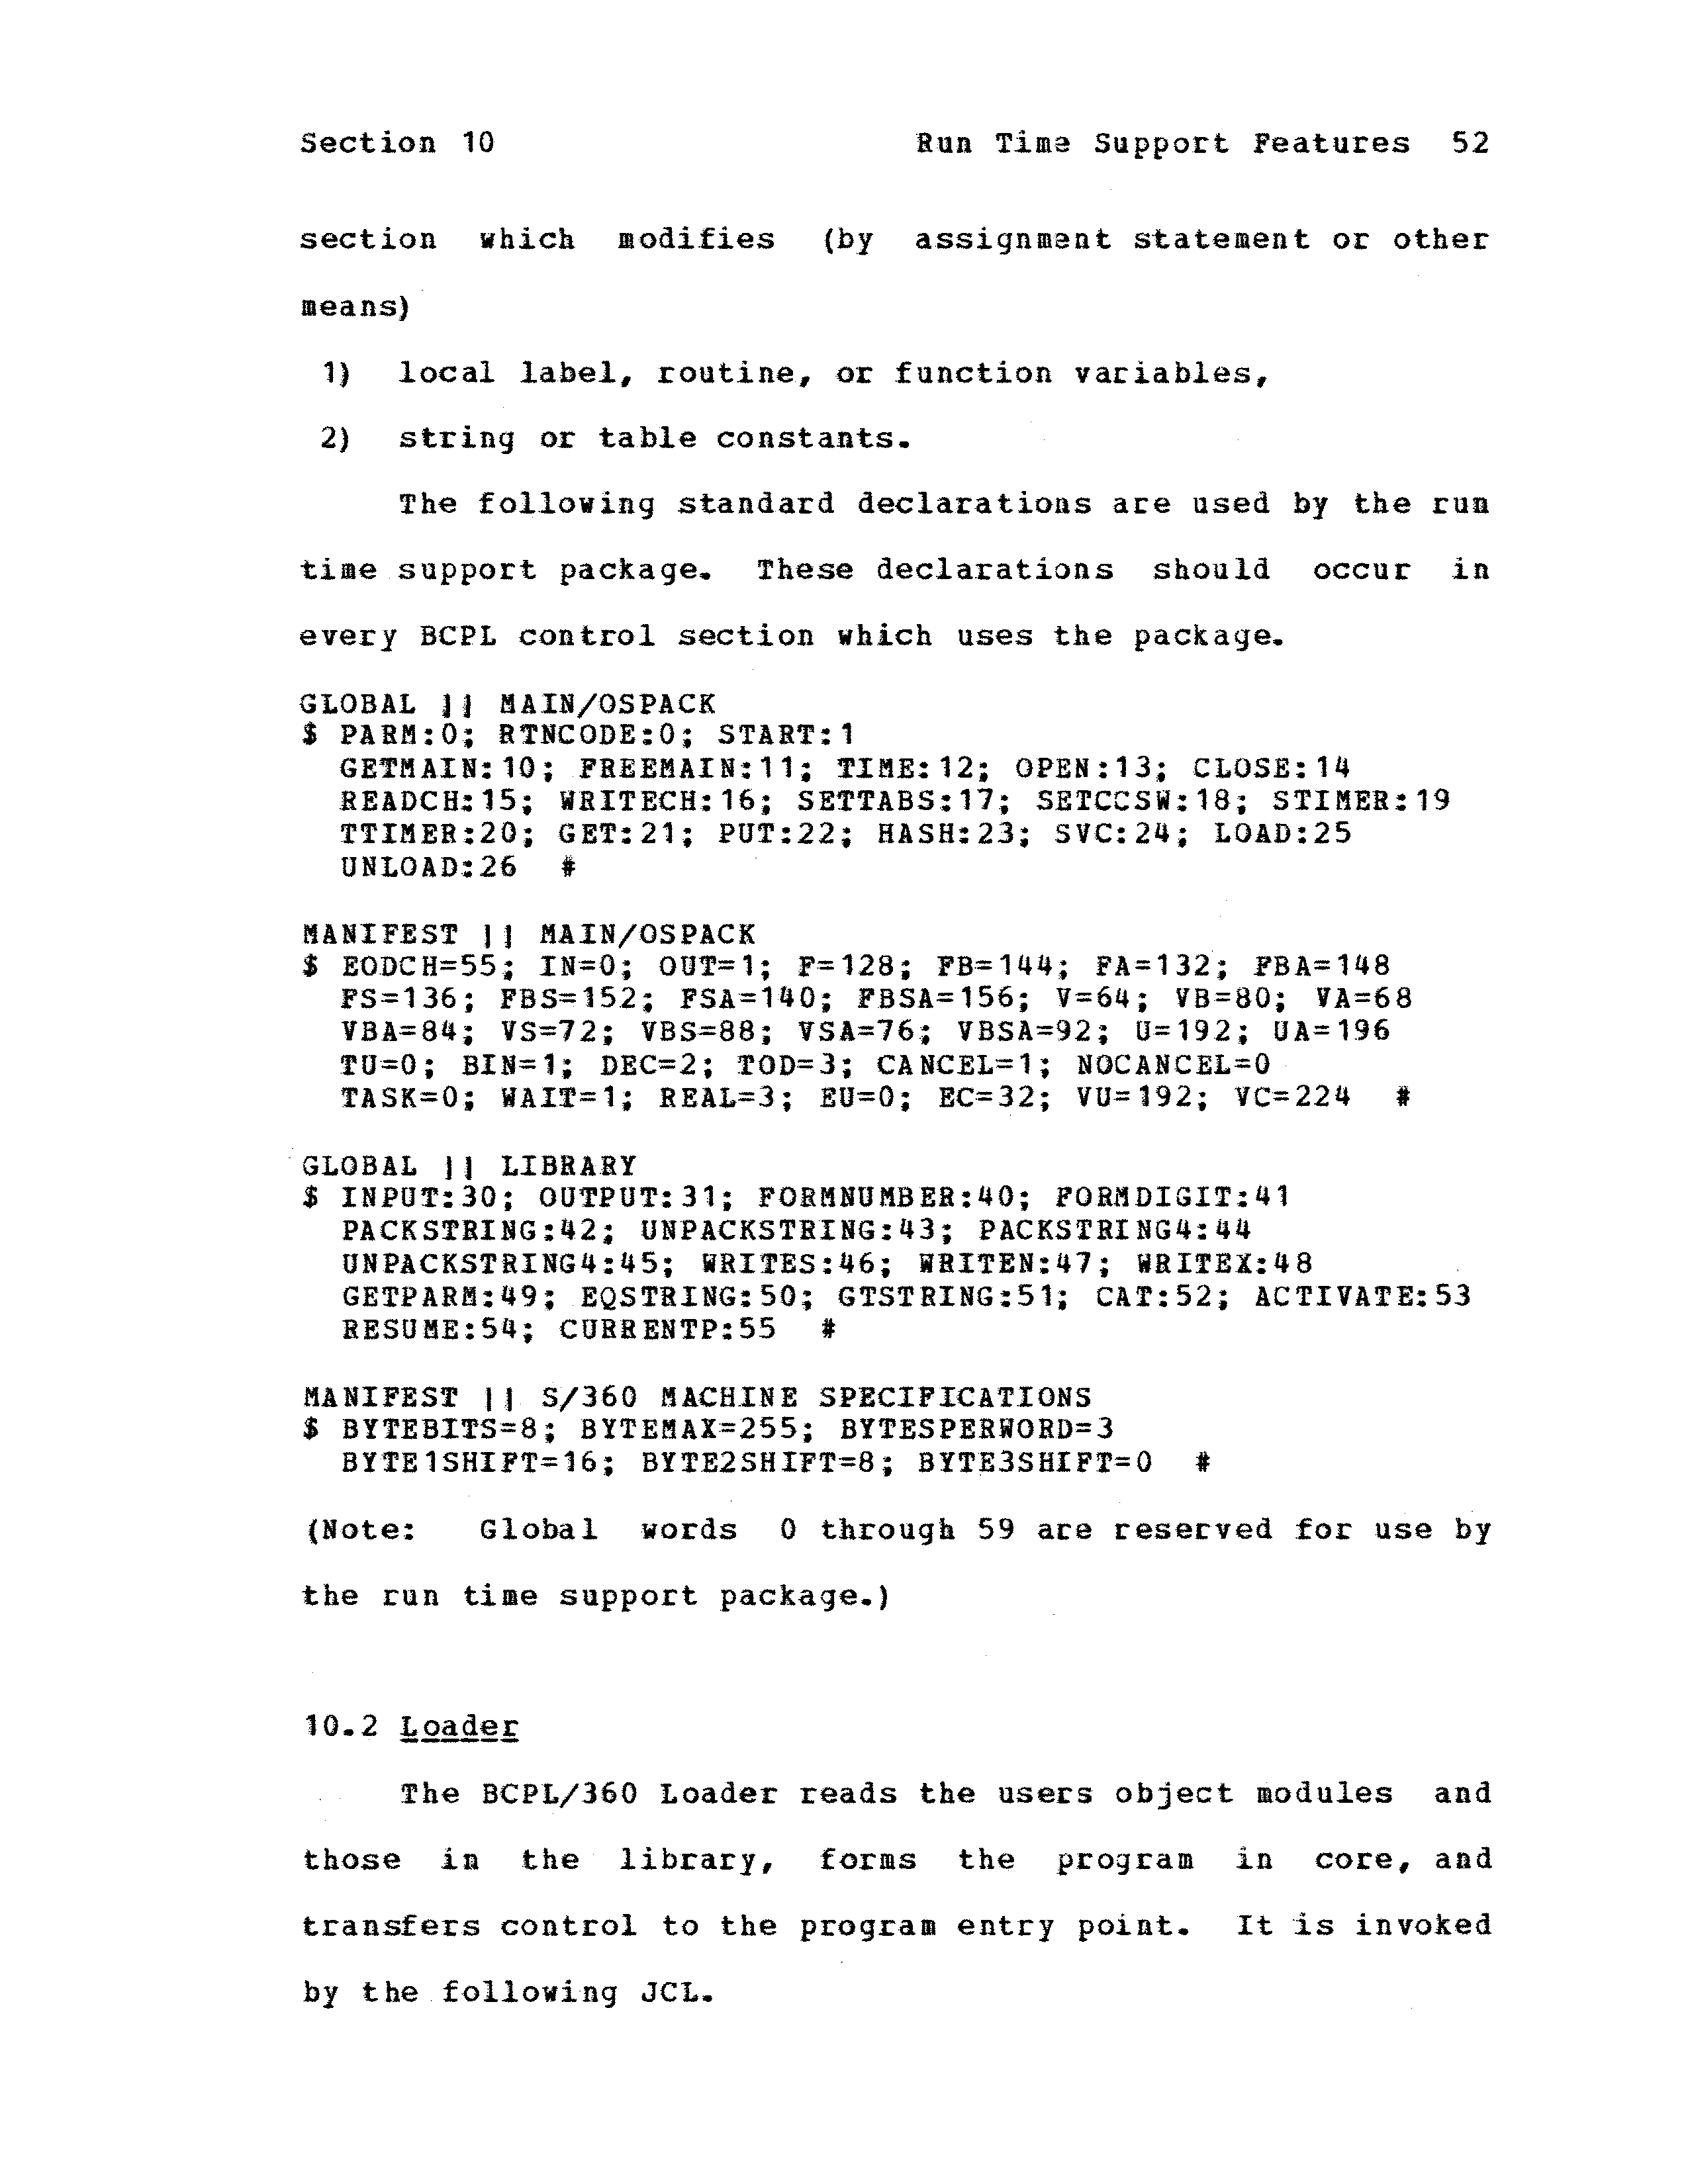 Section 10 Run Time Support Features 52
section which modifies (by assignment statement or other
means)
1) local label, routine, or function variables,
2) string or table constants.
The following standard declarations are used by the run
time support package. These declarations should occur in
every BCPL control section which uses the package.
GLOBAL || MAIN/OSPACK
$ PARM:0; RTNCODE:0; START:1
GETMAIN:10; FREEMAIN:11; TIME:12; OPEN:13; CLOSE:14
READCH:15; WRITECH:16; SETTABS:17; SETCCSW:18; STIMER:19
TTIMER:20; GET:21; PUT:22; HASH:23; SVC:24; LOAD:25
UNLOAD:26 #
MANIFEST || MAIN/OSPACK
$ EODCH=55; IN=0; OUT=1; F=128; FB=144; FA=132; FBA=148
FS=136; FBS=152; FSA=140; FBSA=156; V=64; VB=80; VA=68
VBA=84; VS=72; VBS=88; VSA=76; VBSA=92; U=192; UA=196
TU=0; BIN=1; DEC=2; TOD=3; CANCEL=1; NOCANCEL=0
TASK=0; WAIT=1; REAL=3; EU=0; EC=32; VU=192; VC=224 #
GLOBAL || LIBRARY
$ INPUT:30; OUTPUT:31; FORMNUMBER:40; FORMDIGIT:41
PACKSTRING:42; UNPACKSTRING:43; PACKSTRING4:44
UNPACKSTRING4:45; WRITES:46; WRITEN:47; WRITEX:48
GETPARM:49; EQSTRING:50; GTSTRING:51; CAT:52; ACTIVATE:53
RESUME:54; CURRENTP:55 #
MANIFEST || S/360 MACHINE SPECIFICATIONS
$ BYTEBITS=8; BYTEMAX=255; BYTESPERWORD=3
BYTE1SHIFT=16; BYTE2SHIFT=8; BYTE3SHIFT=0 #
(Note: Global words 0 through 59 are reserved for use by
the run time support package.)
10.2 Loader
The BCPL/360 Loader reads the users object modules and
those in the library, forms the program in core, and
transfers control to the program entry point. It is invoked
by the following JCL.